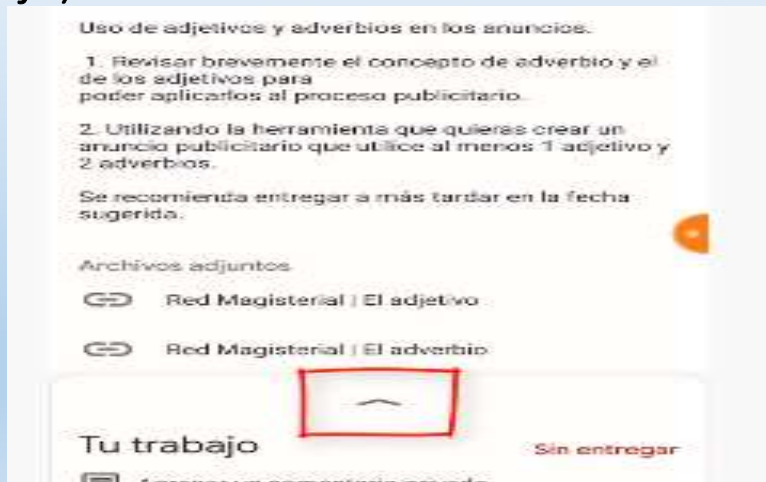 Uso de adjetivos y adverbios en los anuncios.
1. Revisar brevemente el concepto de adverbio y el
de los adjetivos para
poder aplicarlos al proceso publicitario.
2. Utilizando la herramienta que quieras crear un
anuncio publicitario que utilice al menos 1 adjetivo y
2 adverbios.
Se recomienda entregar a más tardar en la fecha
sugerida.
Archivos adjuntos
Red Magisterial | El adjetivo
Red Magisterial | El adverbio
Tu trabajo
Sin entregar